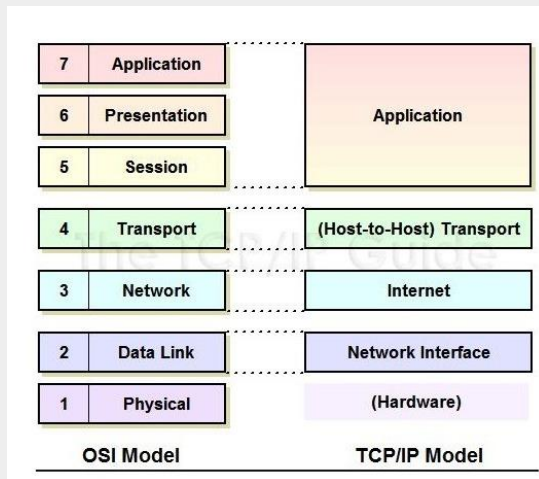 7 Application
6 Presentation
Application
5 Session
4 Transport
(Host-to-Host) Transport
The TCP/IP Guide
3 Network
Internet
2 Data Link
Network Interface
1 Physical
(Hardware)
OSI Model
TCP/IP Model